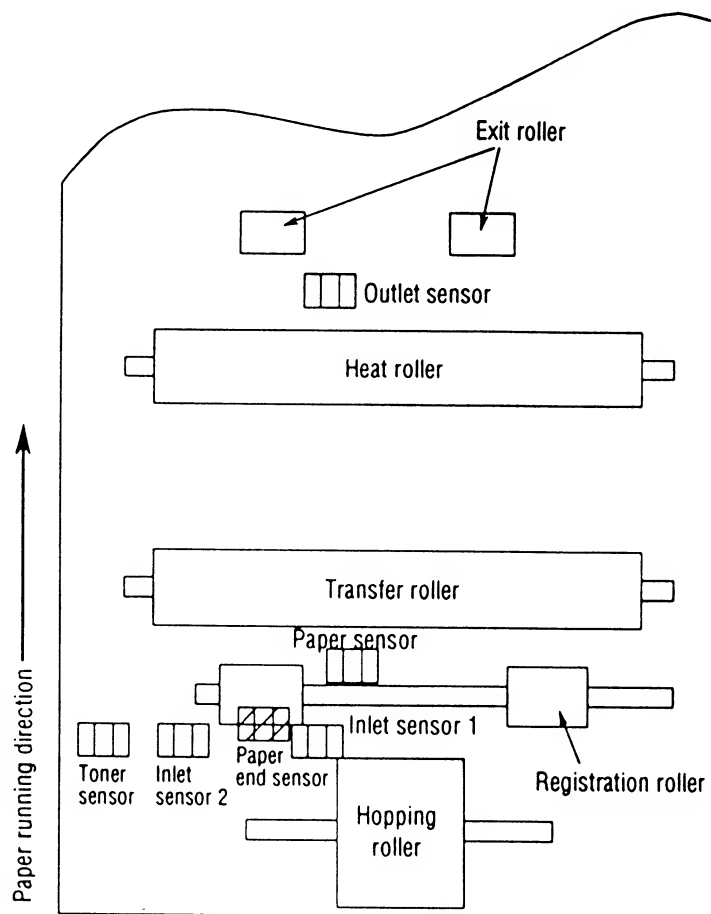 Exit roller
Outlet sensor
Heat roller
Transfer roller
Paper sensor
Inlet sensor 1
Toner
sensor
Inlet
sensor 2
Paper
end sensor
Registration roller
Hopping
roller
Paper running direction